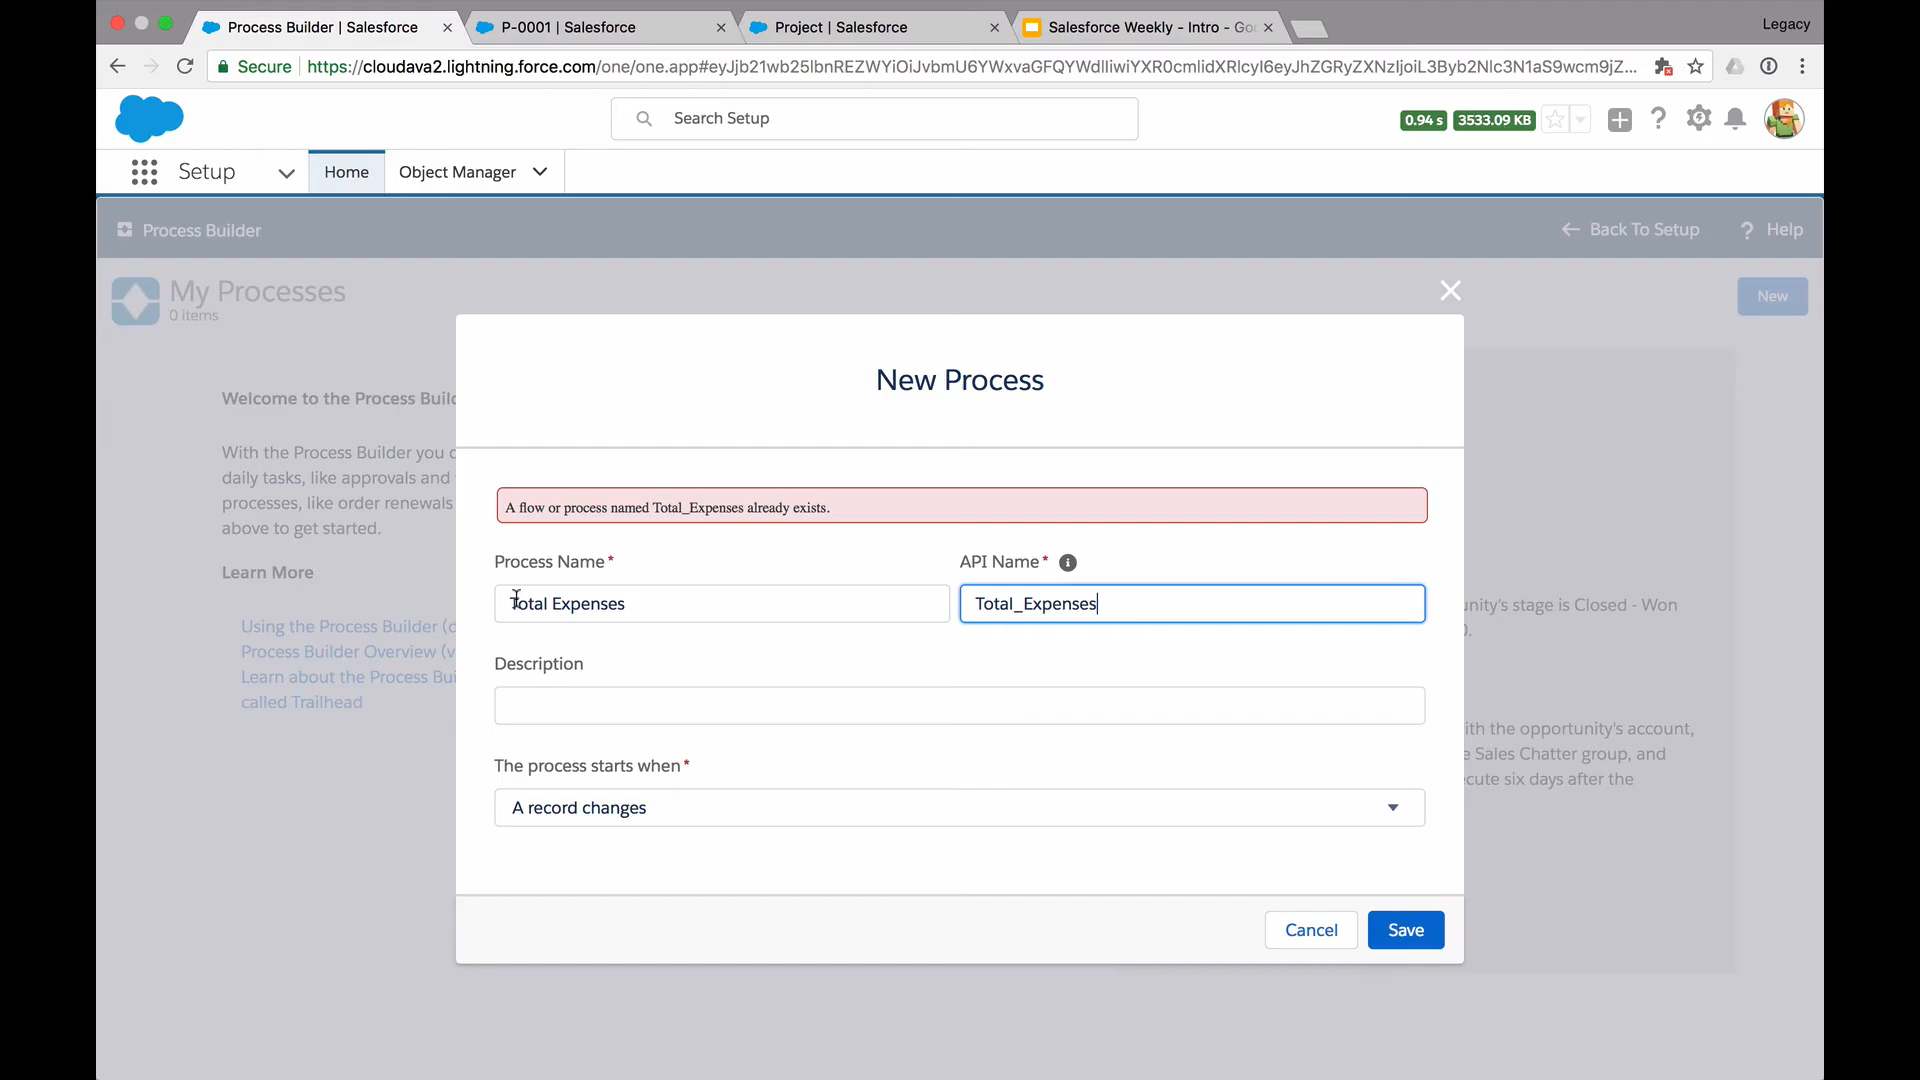 Process Builder | Salesforce
P-0001 | Salesforce
Project | Salesforce
Salesforce Weekly - Intro - Go
Legacy
Secure
https://cloudava2.lightning.force.com/one/one.app#eyJjb21wb25lbnREZWYiOiJvbmU6YWxvaGFQYWdlIiwiYXR0cmlidXRlcyI6eyJhZGRyZXNzIjoiL3Byb2Nlc3N1aS9wcm9jZ...
Search Setup
0.94 s
3533.09 KB
Setup
Home
Object Manager
Process Builder
Back To Setup
? Help
My Processes
0 items
New
New Process
Welcome to the Process Build
With the Process Builder you c
daily tasks, like approvals and
processes, like order renewals
above to get started.
Learn More
Using the Process Builder (d
Process Builder Overview (v
Learn about the Process Bui
called Trailhead
A flow or process named Total_Expenses already exists.
Process Name*
API Name*
Total Expenses
Total_Expenses
Description
The process starts when*
A record changes
unity's stage is Closed - Won
0.
ith the opportunity's account,
e Sales Chatter group, and
cute six days after the
Cancel
Save